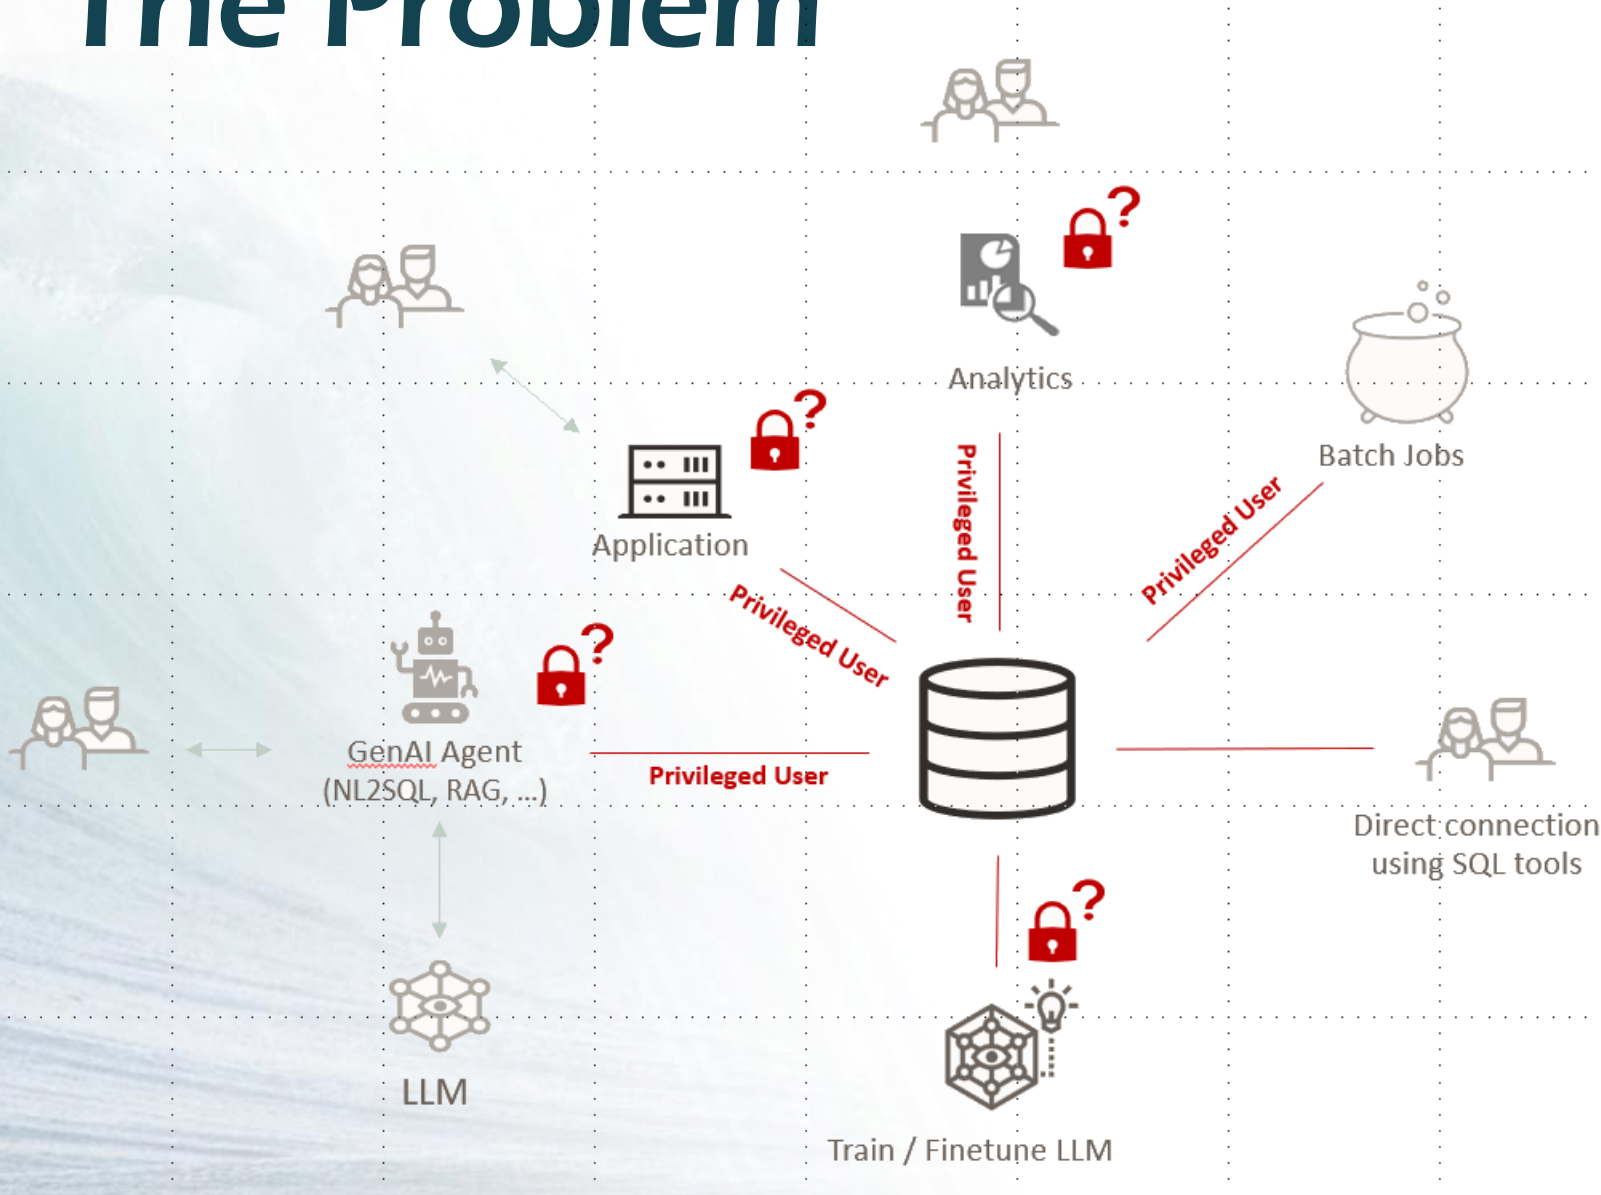 The Problem
?
Analytics
?
Batch Jobs
Application
Privileged User
Privileged User
Privileged User
?
GenAI Agent
(NL2SQL, RAG, ...)
Privileged User
Direct connection
using SQL tools
?
LLM
Train / Finetune LLM